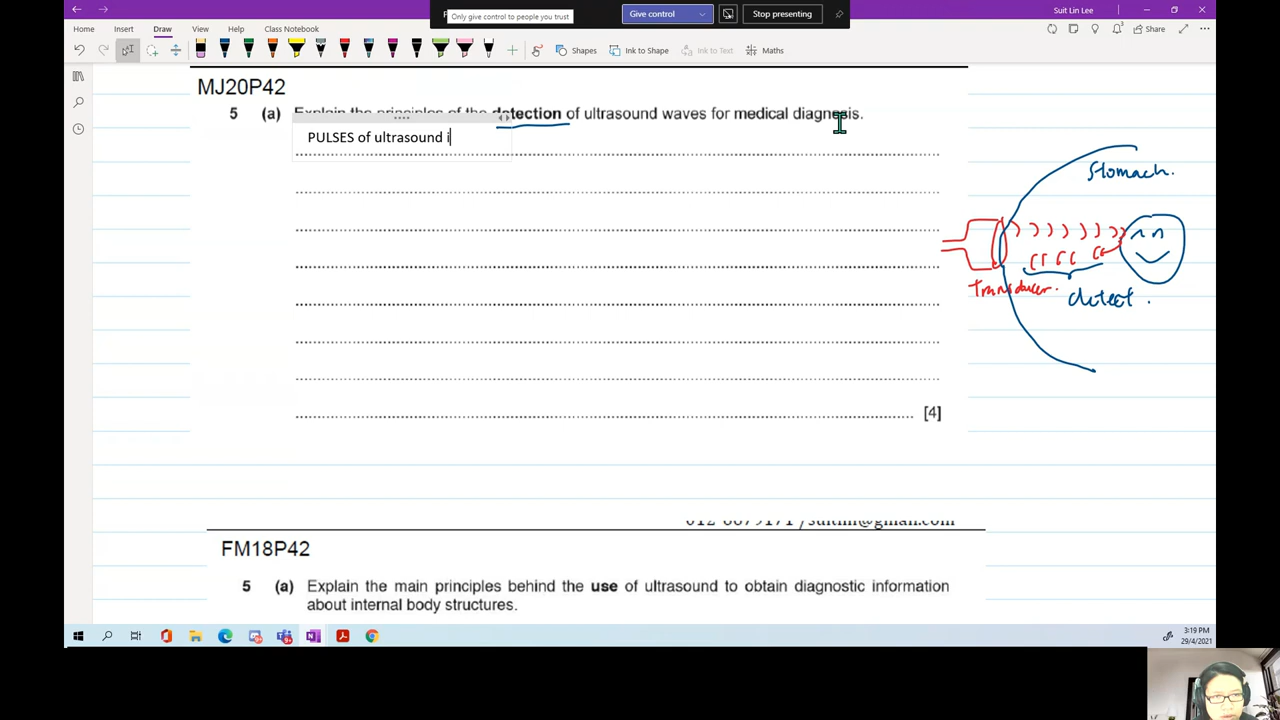 Only give control to people you trust
Give control
Stop presenting
Suit Lin Lee
Home
Insert
Draw
View
Help
Class Notebook
Shapes
Ink to Shape
Ink to Text
Maths
Share
MJ20P42
5 (a) Explain the principles of the detection of ultrasound waves for medical diagnosis.
PULSES of ultrasound i
Stomach.
Transducer.
detect.
[4]
FM18P42
5 (a) Explain the main principles behind the use of ultrasound to obtain diagnostic information
about internal body structures.
3:19 PM
29/4/2021